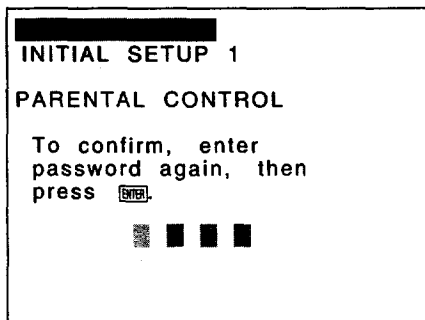 INITIAL SETUP 1
PARENTAL CONTROL
To confirm, enter
password again, then
press ENTER.